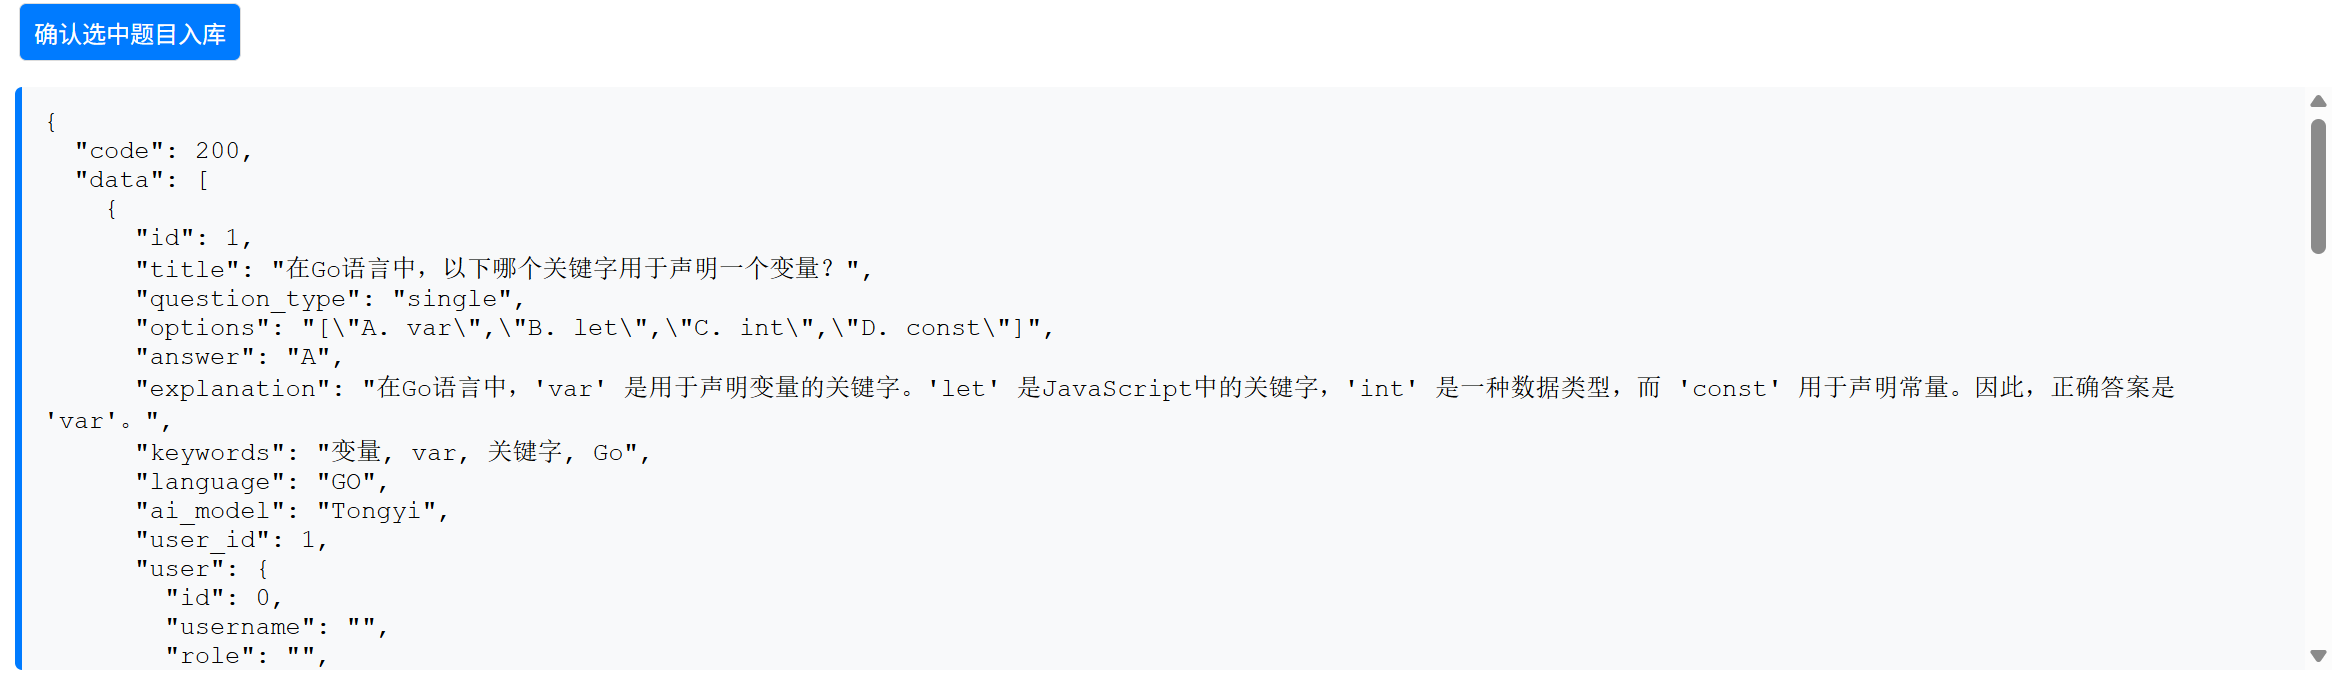 确认选中题目入库
{
  "code": 200,
  "data": [
    {
      "id": 1,
      "title": "在Go语言中，以下哪个关键字用于声明一个变量？",
      "question_type": "single",
      "options": "[\"A. var\",\"B. let\",\"C. int\",\"D. const\"]",
      "answer": "A",
      "explanation": "在Go语言中，'var' 是用于声明变量的关键字。'let' 是JavaScript中的关键字，'int' 是一种数据类型，而 'const' 用于声明常量。因此，正确答案是
'var'。",
      "keywords": "变量, var, 关键字, Go",
      "language": "GO",
      "ai_model": "Tongyi",
      "user_id": 1,
      "user": {
        "id": 0,
        "username": "",
        "role": "",